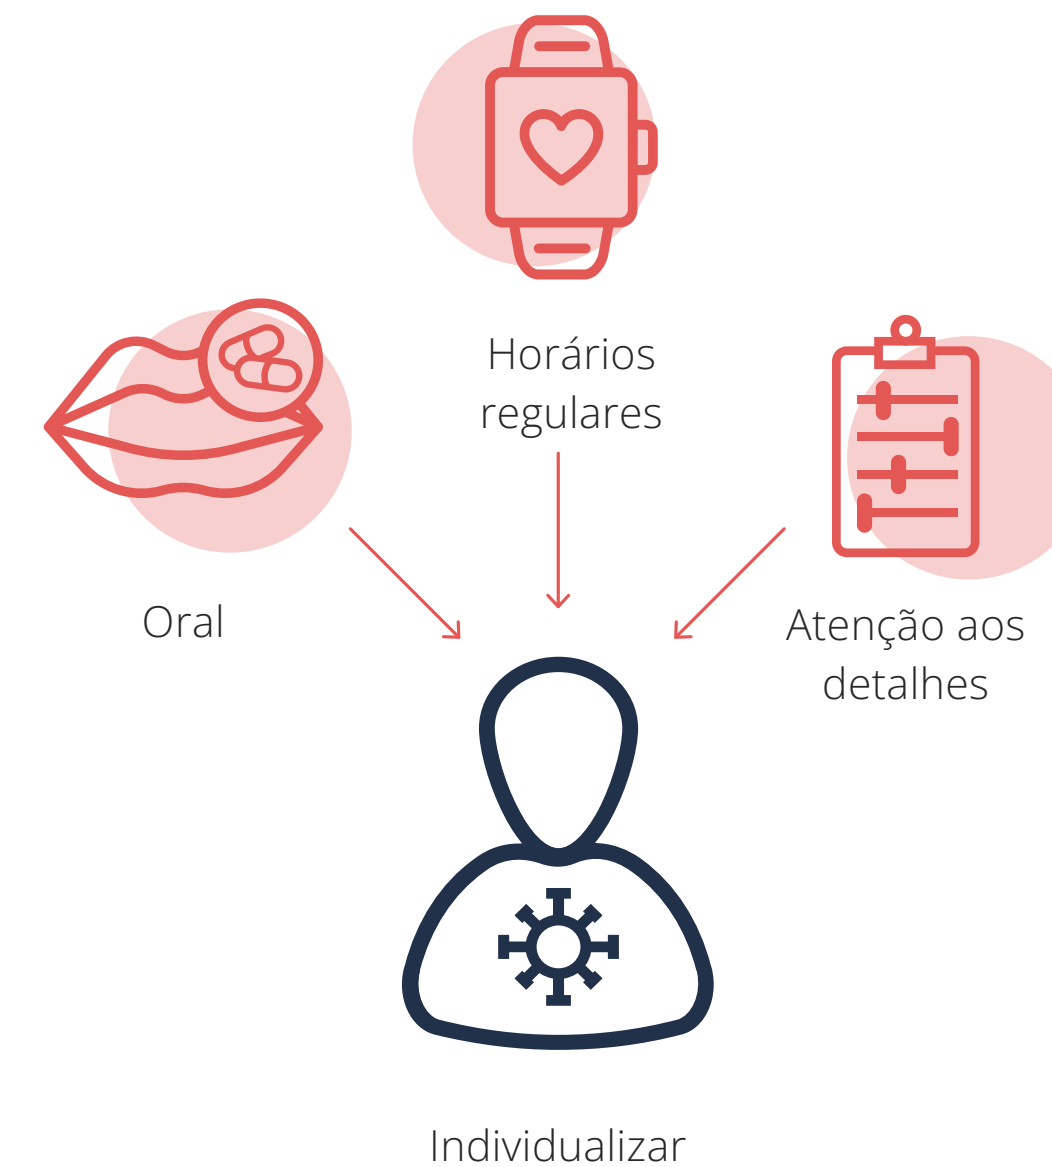 Horários
regulares
Oral
Atenção aos
detalhes
Individualizar